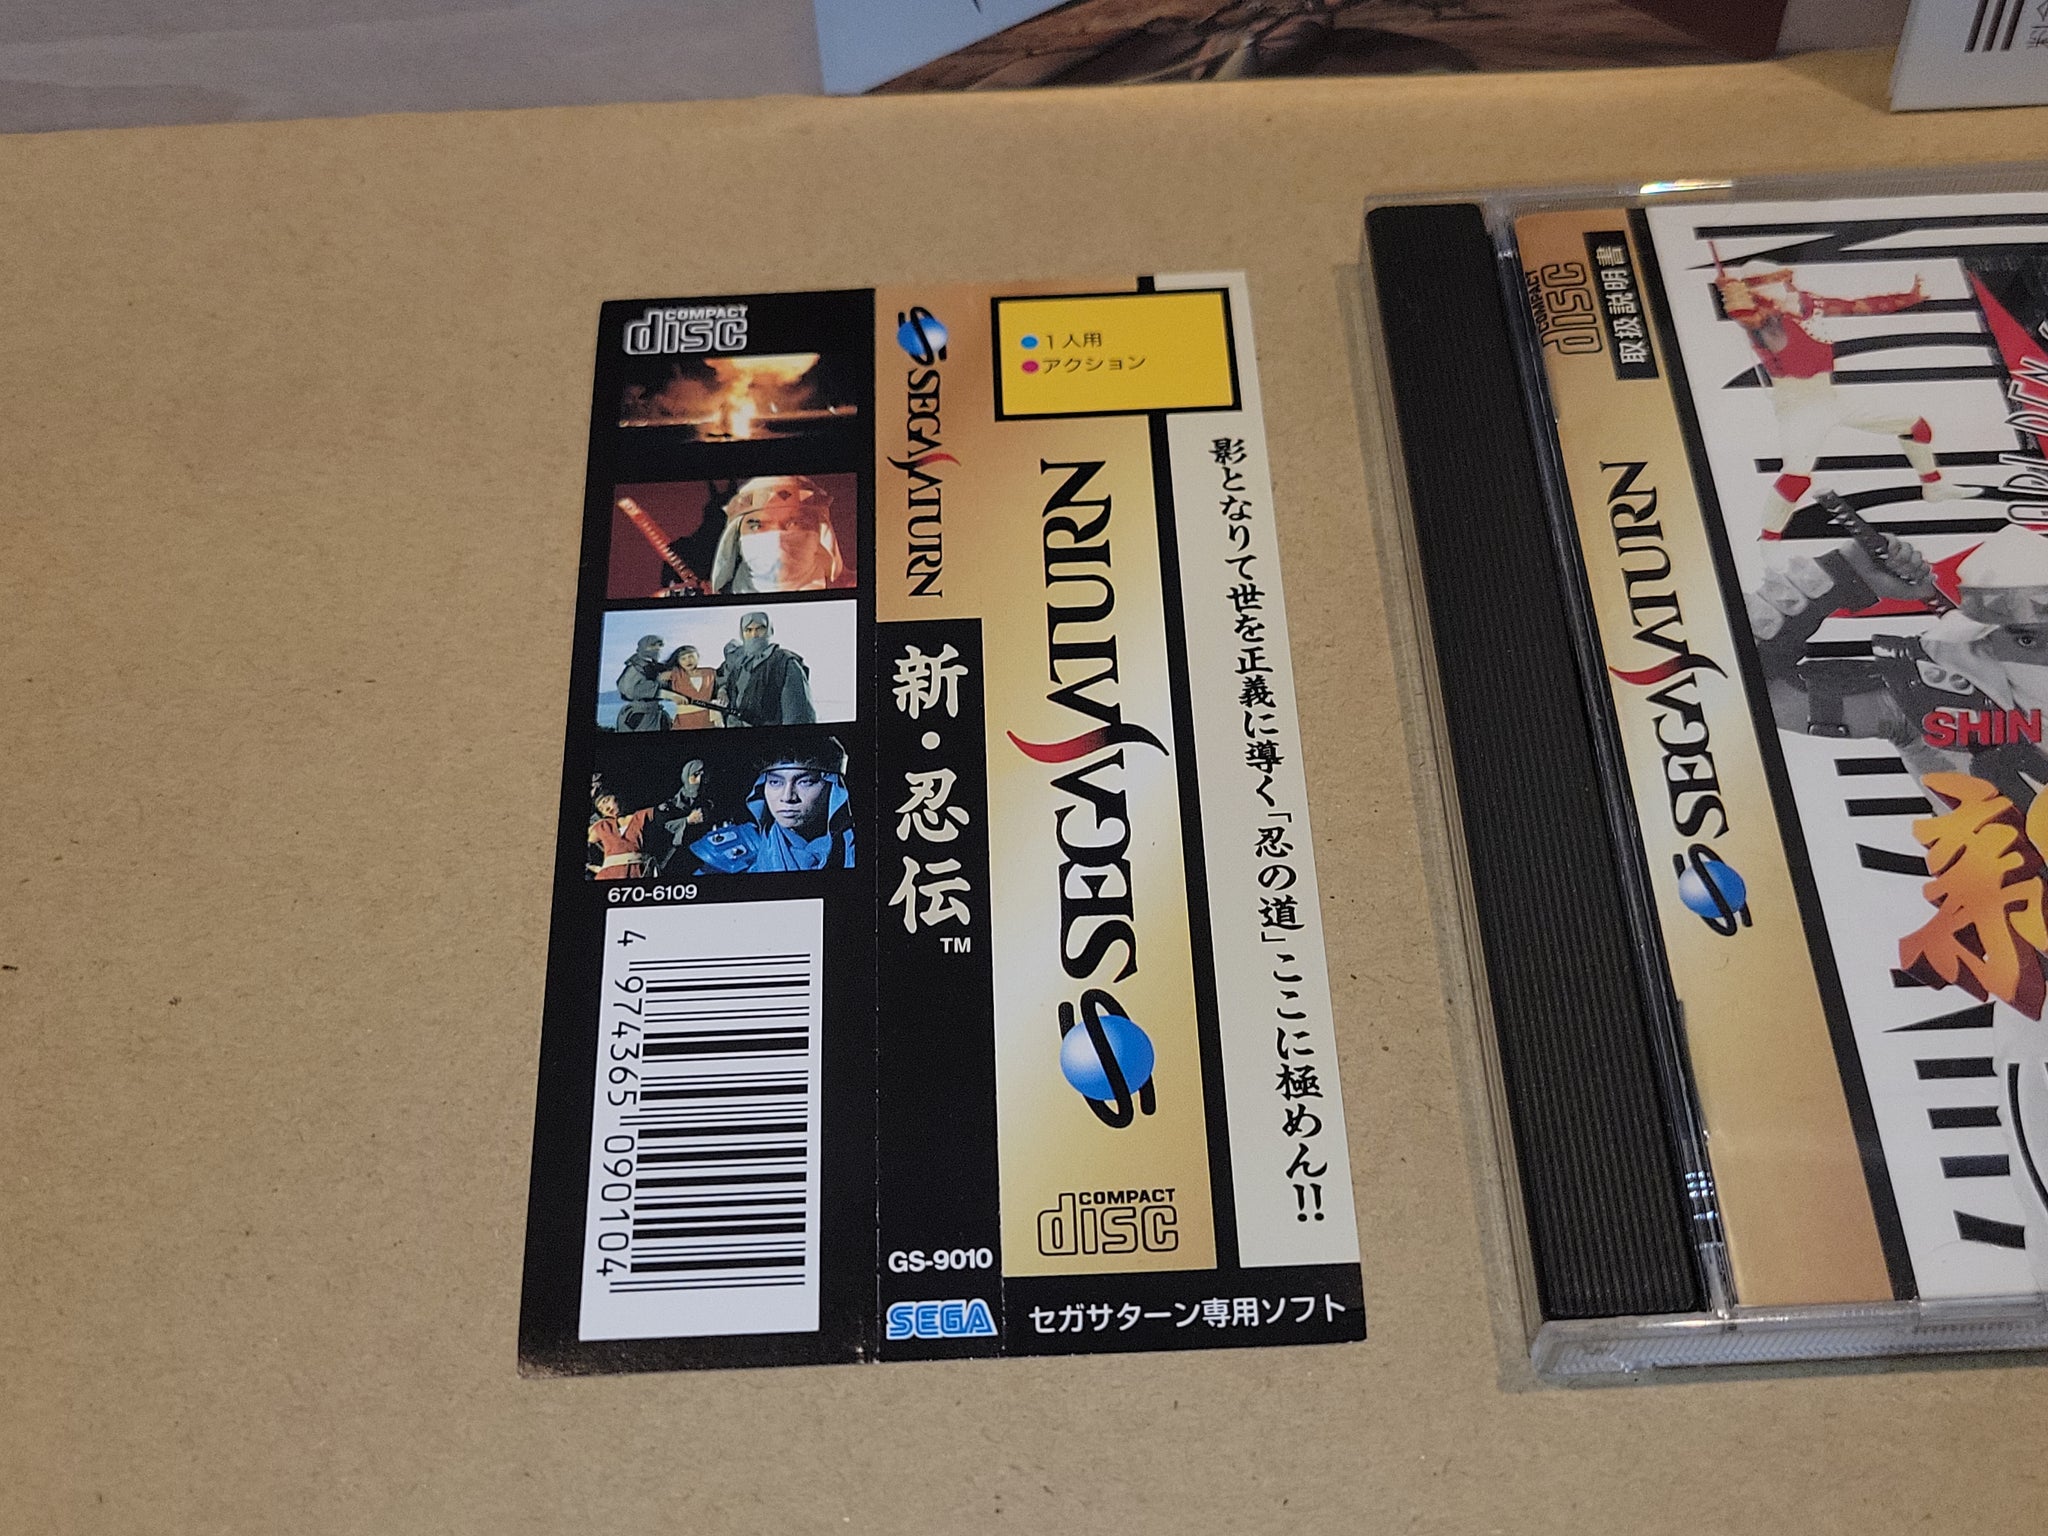 COMPACT
disc
670-6109
4 974365 090104
SEGA SATURN
新・忍伝
TM
GS-9010
SEGA
1人用
アクション
SEGA SATURN
COMPACT
disc
影となりて世を正義に導く「忍の道」ここに極めん!!
セガサターン専用ソフト
COMPACT
disc
取扱説明書
SEGA SATURN
SHIN
新